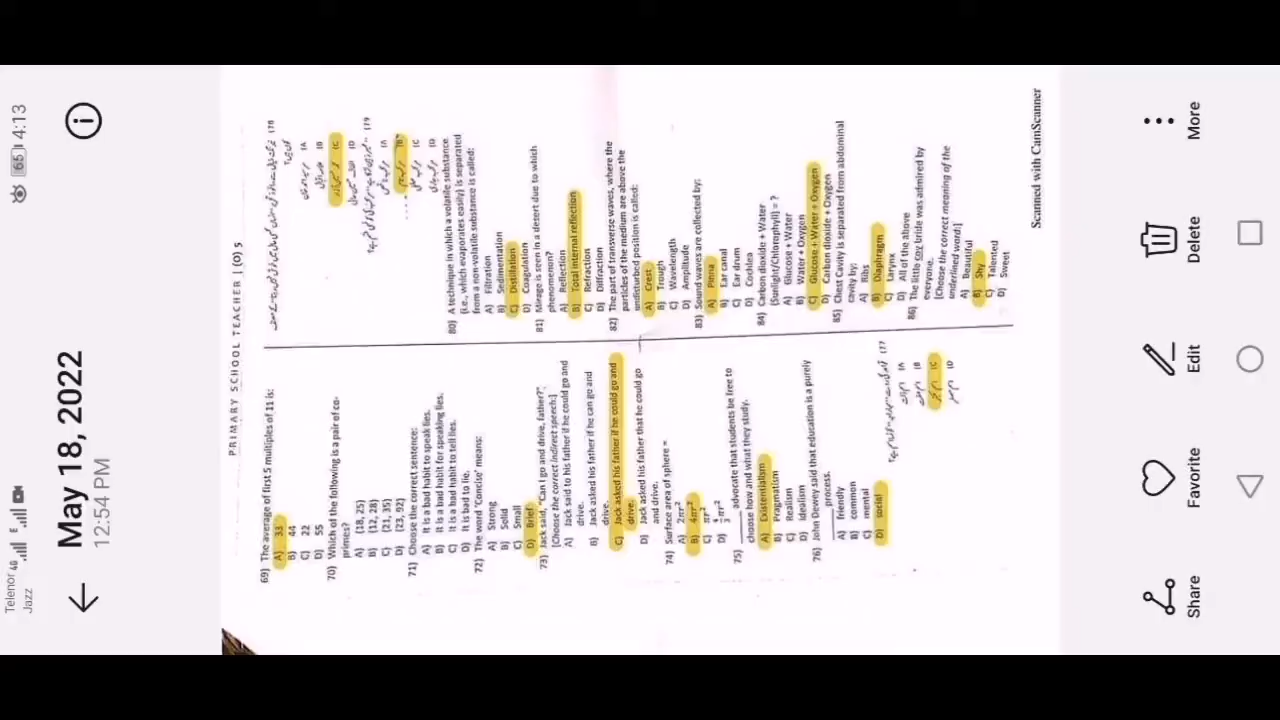 Telenor
Jazz
4G
E
65
4:13
May 18, 2022
12:54 PM
PRIMARY SCHOOL TEACHER | (O) 5
69) The average of first 5 multiples of 11 is:
A) 33
B) 44
C) 22
D) 55
70) Which of the following is a pair of co-
primes?
A) (18, 25)
B) (12, 28)
C) (21, 35)
D) (23, 92)
71) Choose the correct sentence:
A) It is a bad habit to speak lies.
B) It is a bad habit for speaking lies.
C) It is a bad habit to tell lies.
D) It is bad to lie.
72) The word 'Concise' means:
A) Strong
B) Solid
C) Small
D) Brief
73) Jack said, "Can I go and drive, father?";
[Choose the correct indirect speech:]
A) Jack said to his father if he could go and
drive.
B) Jack asked his father if he can go and
drive.
C) Jack asked his father if he could go and
drive.
D) Jack asked his father that he could go
and drive.
74) Surface area of sphere =
A) 2πr²
B) 4πr²
C) πr²
D) πr²
75) ______ advocate that students be free to
choose how and what they study.
A) Existentialism
B) Pragmatism
C) Realism
D) Idealism
76) John Dewey said that education is a purely
______ process.
A) friendly
B) common
C) mental
D) social
80) A technique in which a volatile substance
(i.e., which evaporates easily) is separated
from a non-volatile substance is called:
A) Filtration
B) Sedimentation
C) Distillation
D) Coagulation
81) Mirage is seen in a desert due to which
phenomenon?
A) Reflection
B) Total internal reflection
C) Refraction
D) Diffraction
82) The part of transverse waves, where the
particles of the medium are above the
undisturbed position is called:
A) Crest
B) Trough
C) Wavelength
D) Amplitude
83) Sound waves are collected by:
A) Pinna
B) Ear canal
C) Ear drum
D) Cochlea
84) Carbon dioxide + Water
[Sunlight/Chlorophyll] = ?
A) Glucose + Water
B) Water + Oxygen
C) Glucose + Water + Oxygen
D) Carbon dioxide + Oxygen
85) Chest Cavity is separated from abdominal
cavity by:
A) Ribs
B) Diaphragm
C) Larynx
D) All of the above
86) The little coy bride was admired by
everyone.
[Choose the correct meaning of the
underlined word:]
A) Beautiful
B) Shy
C) Talented
D) Sweet
Scanned with CamScanner
Share
Favorite
Edit
Delete
More